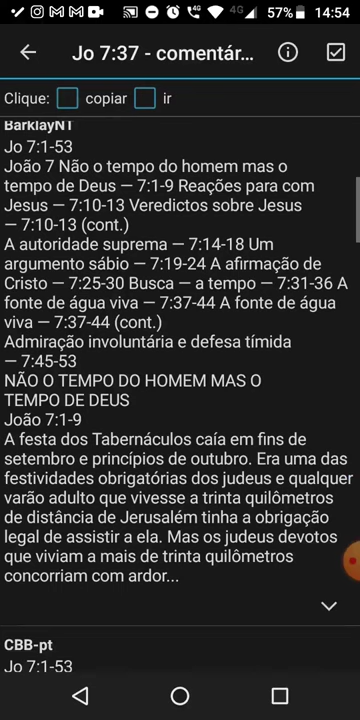 57% 14:54
Jo 7:37 - comentár...
Clique: copiar ir
BarklayNT
Jo 7:1-53
João 7 Não o tempo do homem mas o
tempo de Deus — 7:1-9 Reações para com
Jesus — 7:10-13 Veredictos sobre Jesus
— 7:10-13 (cont.)
A autoridade suprema — 7:14-18 Um
argumento sábio — 7:19-24 A afirmação de
Cristo — 7:25-30 Busca — a tempo — 7:31-36 A
fonte de água viva — 7:37-44 A fonte de água
viva — 7:37-44 (cont.)
Admiração involuntária e defesa tímida
— 7:45-53
NÃO O TEMPO DO HOMEM MAS O
TEMPO DE DEUS
João 7:1-9
A festa dos Tabernáculos caía em fins de
setembro e princípios de outubro. Era uma das
festividades obrigatórias dos judeus e qualquer
varão adulto que vivesse a trinta quilômetros
de distância de Jerusalém tinha a obrigação
legal de assistir a ela. Mas os judeus devotos
que viviam a mais de trinta quilômetros
concorriam com ardor...
CBB-pt
Jo 7:1-53